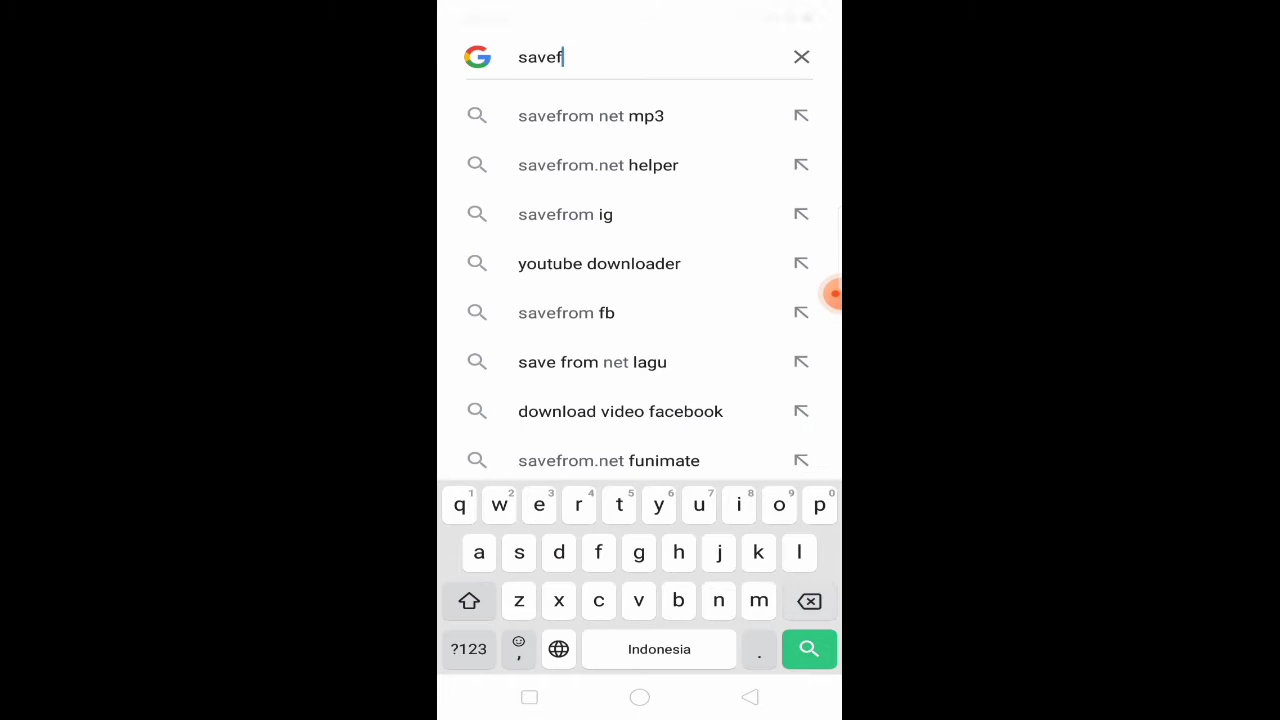 savef
savefrom net mp3
savefrom.net helper
savefrom ig
youtube downloader
savefrom fb
save from net lagu
download video facebook
savefrom.net funimate
q1 w2 e3 r4 t5 y6 u7 i8 o9 p0
a s d f g h j k l
z x c v b n m
?123 , Indonesia .